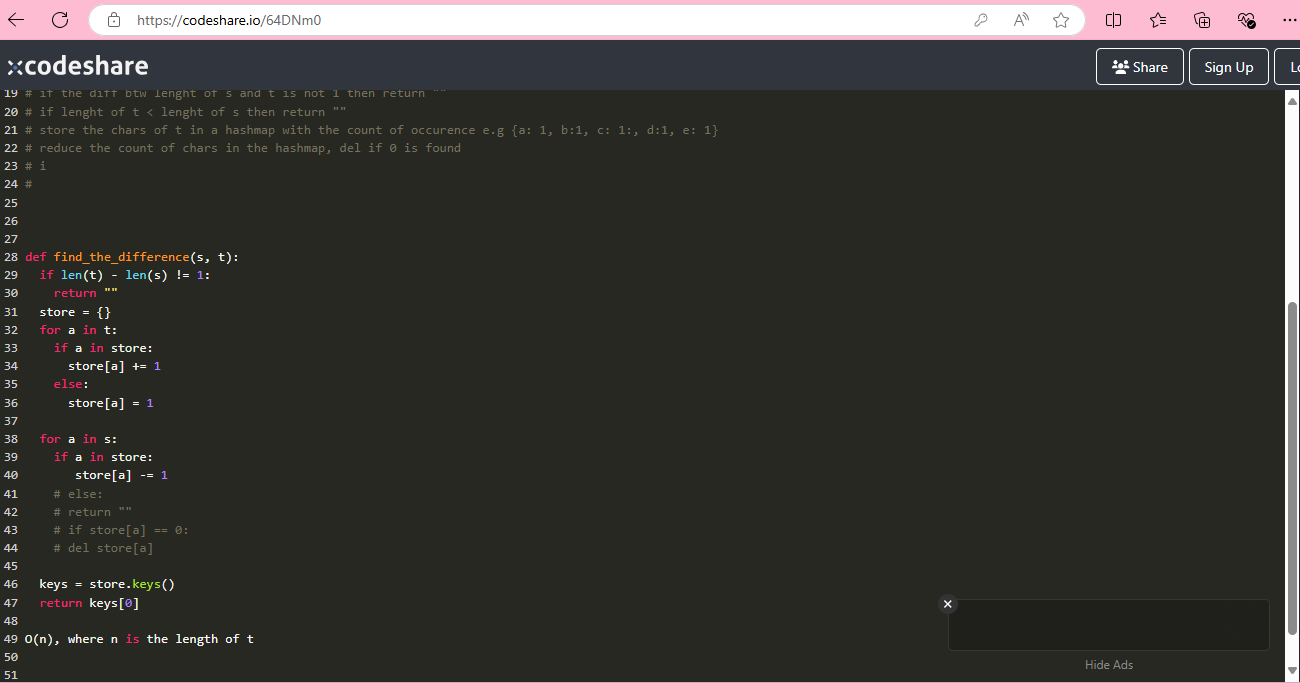 https://codeshare.io/64DNm0
codeshare
Share
Sign Up
Lo
19 # if the diff btw lenght of s and t is not 1 then return ""
20 # if lenght of t < lenght of s then return ""
21 # store the chars of t in a hashmap with the count of occurence e.g {a: 1, b:1, c: 1:, d:1, e: 1}
22 # reduce the count of chars in the hashmap, del if 0 is found
23 # i
24 #
25
26
27
28 def find_the_difference(s, t):
29   if len(t) - len(s) != 1:
30     return ""
31   store = {}
32   for a in t:
33     if a in store:
34       store[a] += 1
35     else:
36       store[a] = 1
37
38   for a in s:
39     if a in store:
40        store[a] -= 1
41     # else:
42     # return ""
43     # if store[a] == 0:
44     # del store[a]
45
46   keys = store.keys()
47   return keys[0]
48
49 O(n), where n is the length of t
50
51
Hide Ads